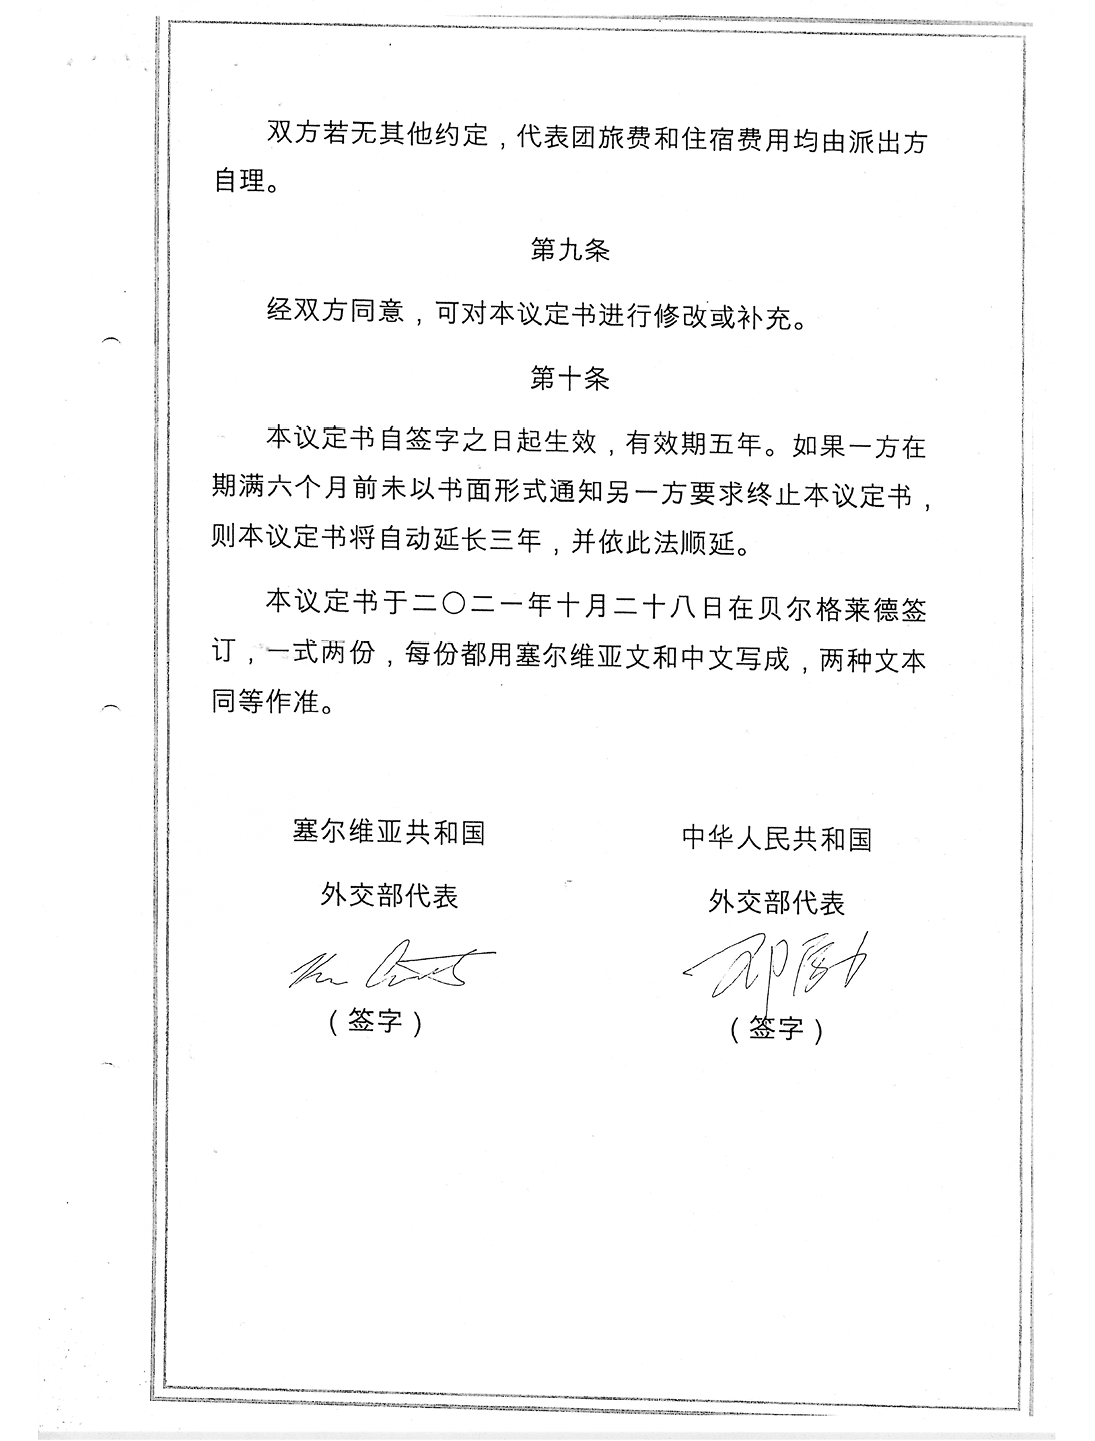 双方若无其他约定，代表团旅费和住宿费用均由派出方
自理。
第九条
经双方同意，可对本议定书进行修改或补充。
第十条
本议定书自签字之日起生效，有效期五年。如果一方在
期满六个月前未以书面形式通知另一方要求终止本议定书，
则本议定书将自动延长三年，并依此法顺延。
本议定书于二〇二一年十月二十八日在贝尔格莱德签
订，一式两份，每份都用塞尔维亚文和中文写成，两种文本
同等作准。
塞尔维亚共和国
外交部代表
（签字）
中华人民共和国
外交部代表
（签字）